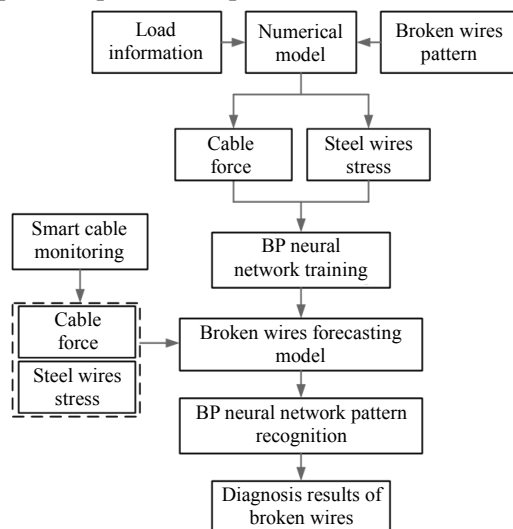 Load
information
Numerical
model
Broken wires
pattern
Cable
force
Steel wires
stress
Smart cable
monitoring
BP neural
network training
Cable
force
Steel wires
stress
Broken wires forecasting
model
BP neural network pattern
recognition
Diagnosis results of
broken wires